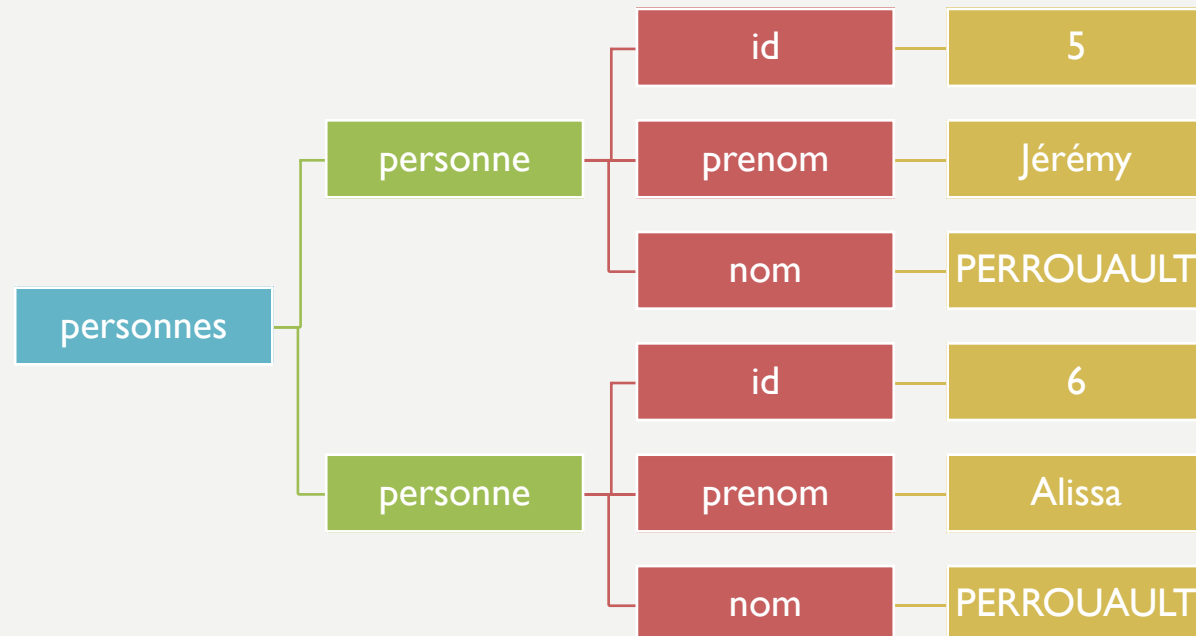 personnes
personne
id
5
prenom
Jérémy
nom
PERROUAULT
personne
id
6
prenom
Alissa
nom
PERROUAULT